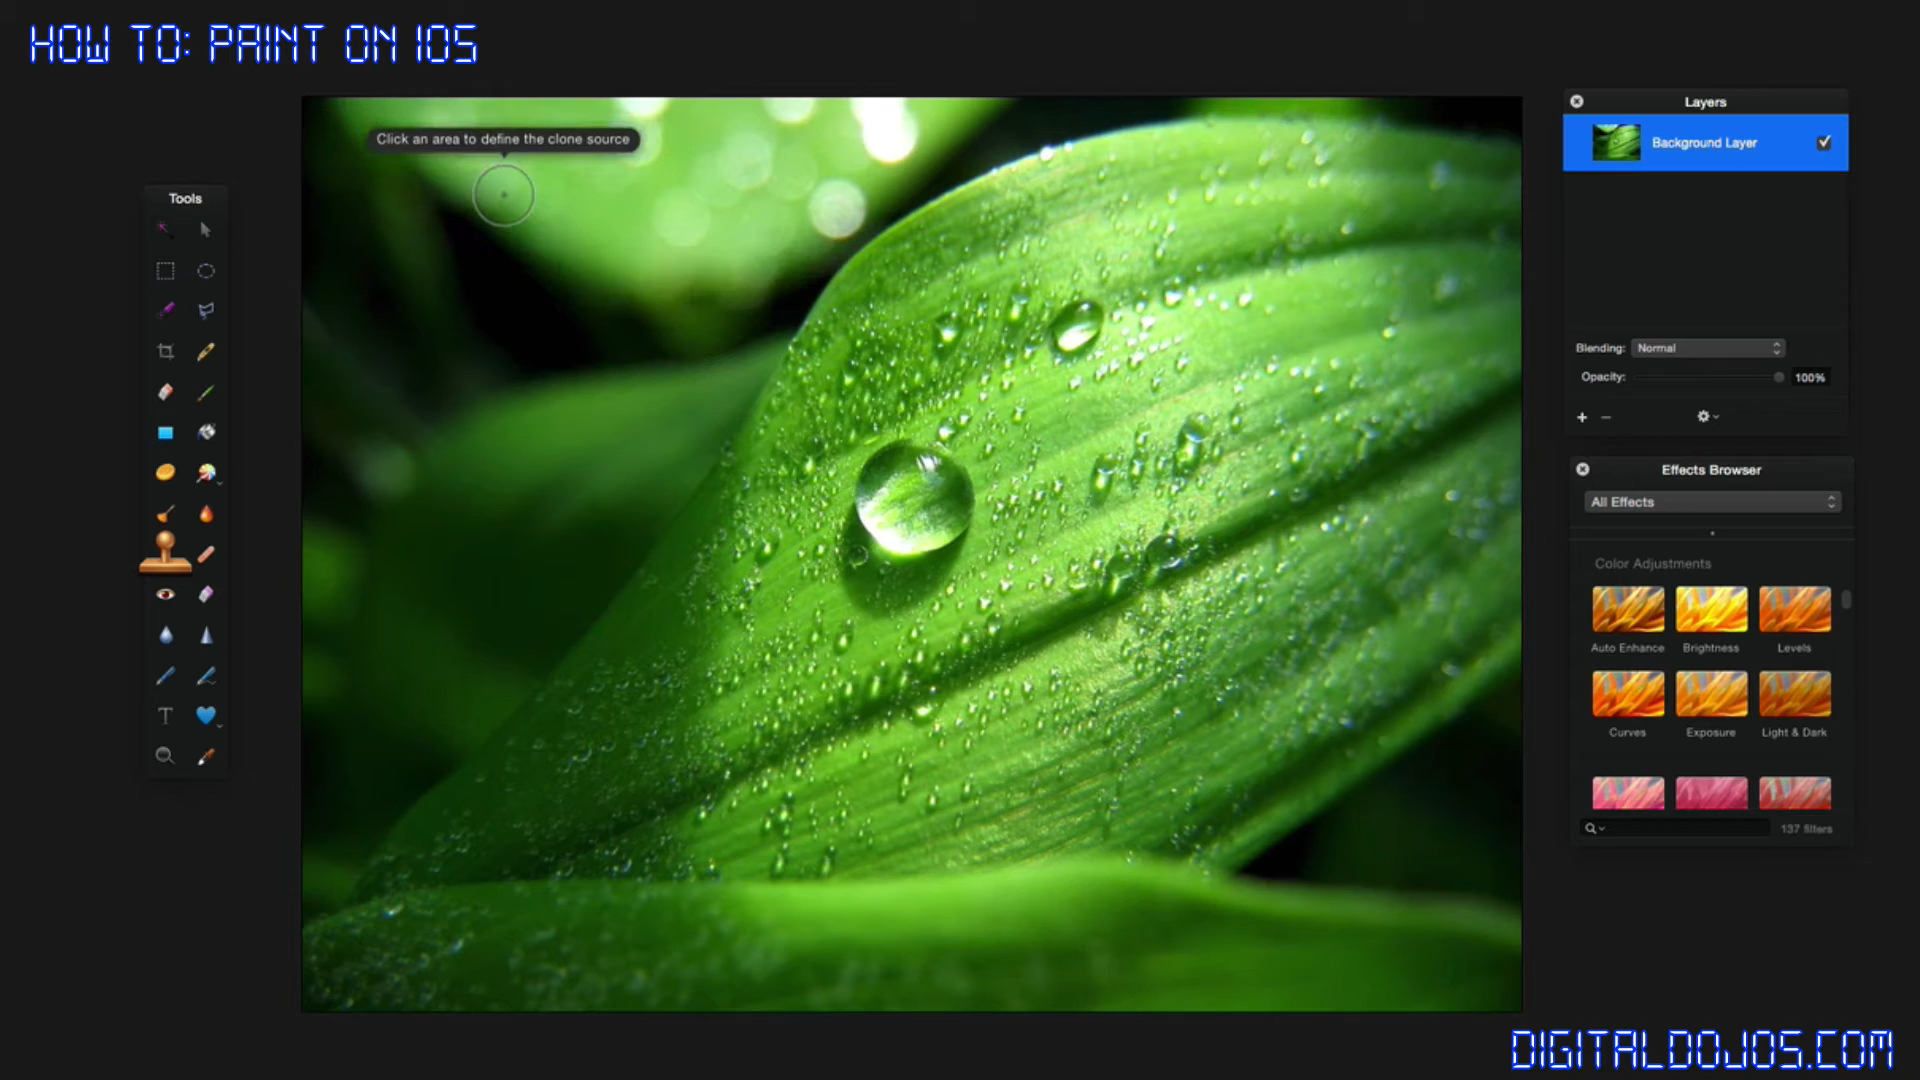 HOW TO: PAINT ON IOS
Click an area to define the clone source
Tools
T
Layers
Background Layer
Blending: Normal
Opacity: 100%
Effects Browser
All Effects
Color Adjustments
Auto Enhance Brightness Levels
Curves Exposure Light & Dark
137 filters
DIGITALDOJOS.COM